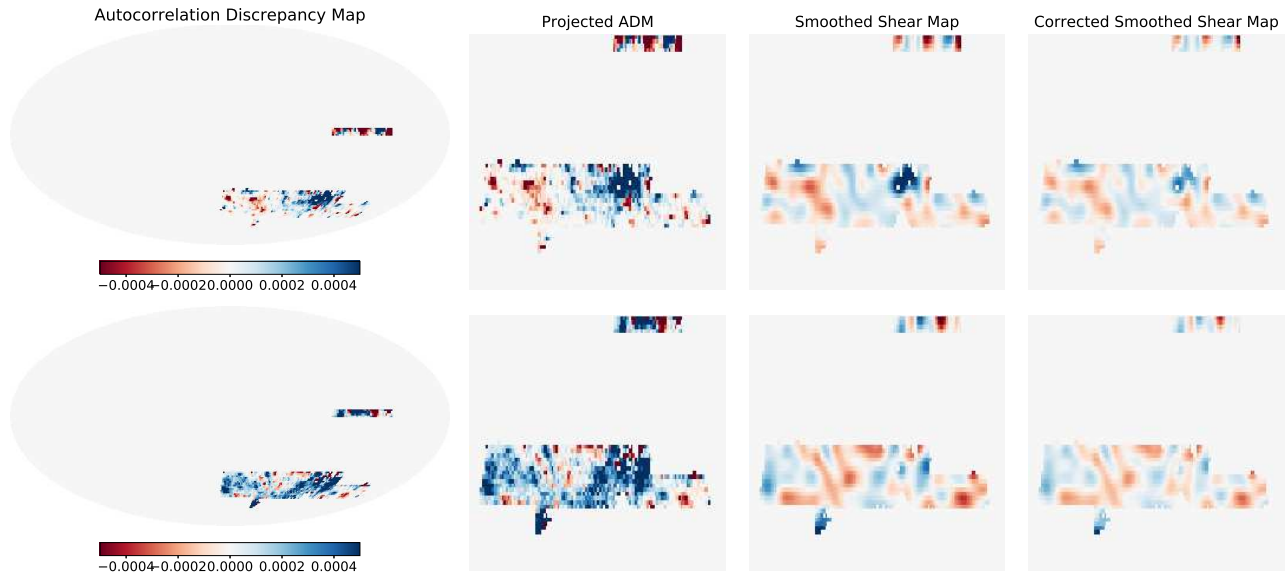 Autocorrelation Discrepancy Map
Projected ADM
Smoothed Shear Map
Corrected Smoothed Shear Map
−0.0004−0.00020.0000 0.0002 0.0004
−0.0004−0.00020.0000 0.0002 0.0004